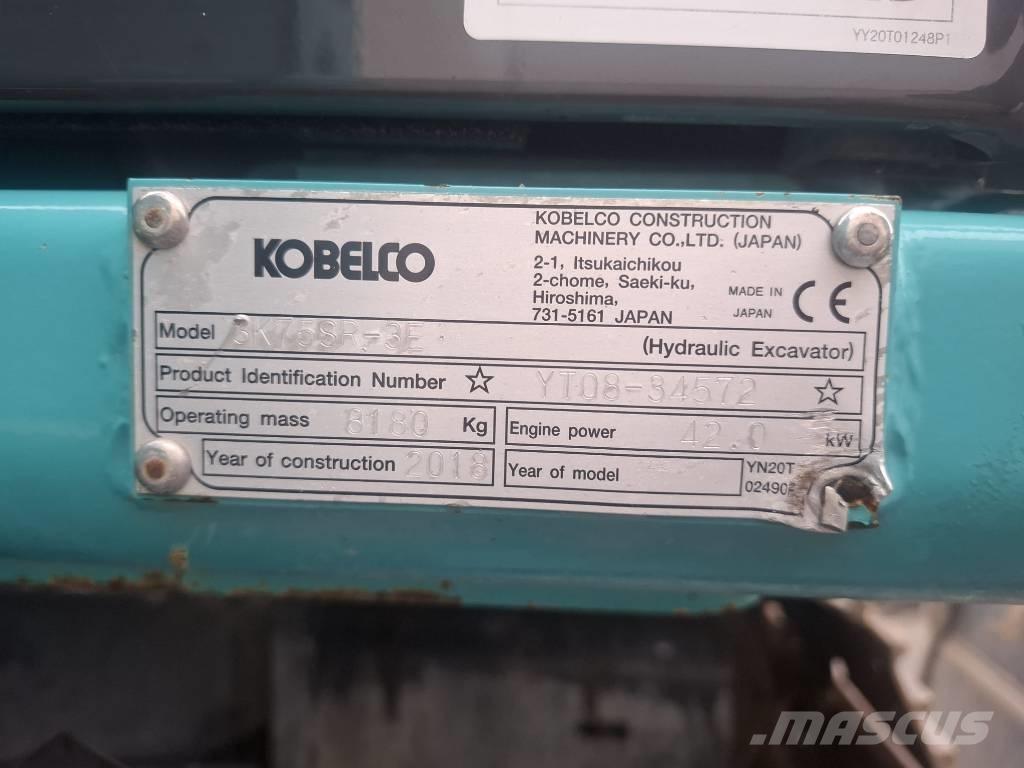 YY20T01248P1
KOBELCO
KOBELCO CONSTRUCTION
MACHINERY CO.,LTD. (JAPAN)
2-1, Itsukaichikou
2-chome, Saeki-ku,
Hiroshima,
731-5161 JAPAN
MADE IN
JAPAN
CE
Model SK75SR-3E (Hydraulic Excavator)
Product Identification Number ☆ YT08-34572 ☆
Operating mass 8180 Kg
Engine power 42.0 kW
Year of construction 2018
Year of model
YN20T
02490
MASCUS